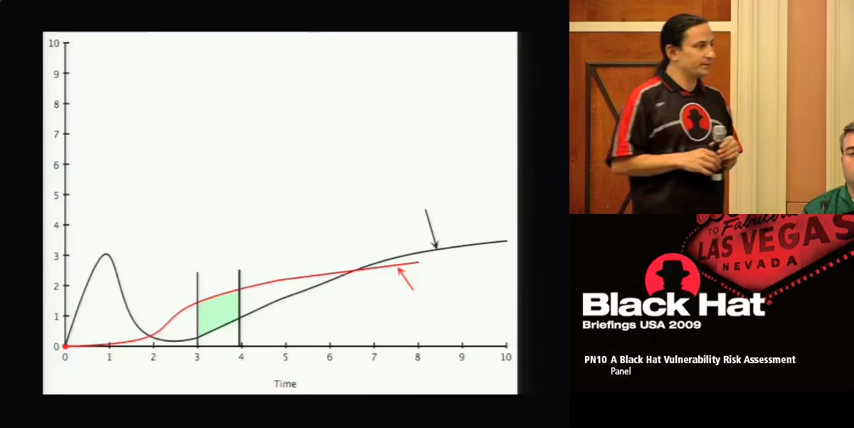 10
9
8
7
6
5
4
3
2
1
0
0 1 2 3 4 5 6 7 8 9 10
Time
TO Fabulous
LAS VEGAS
NEVADA
Black Hat
Briefings USA 2009
PN10 A Black Hat Vulnerability Risk Assessment
Panel